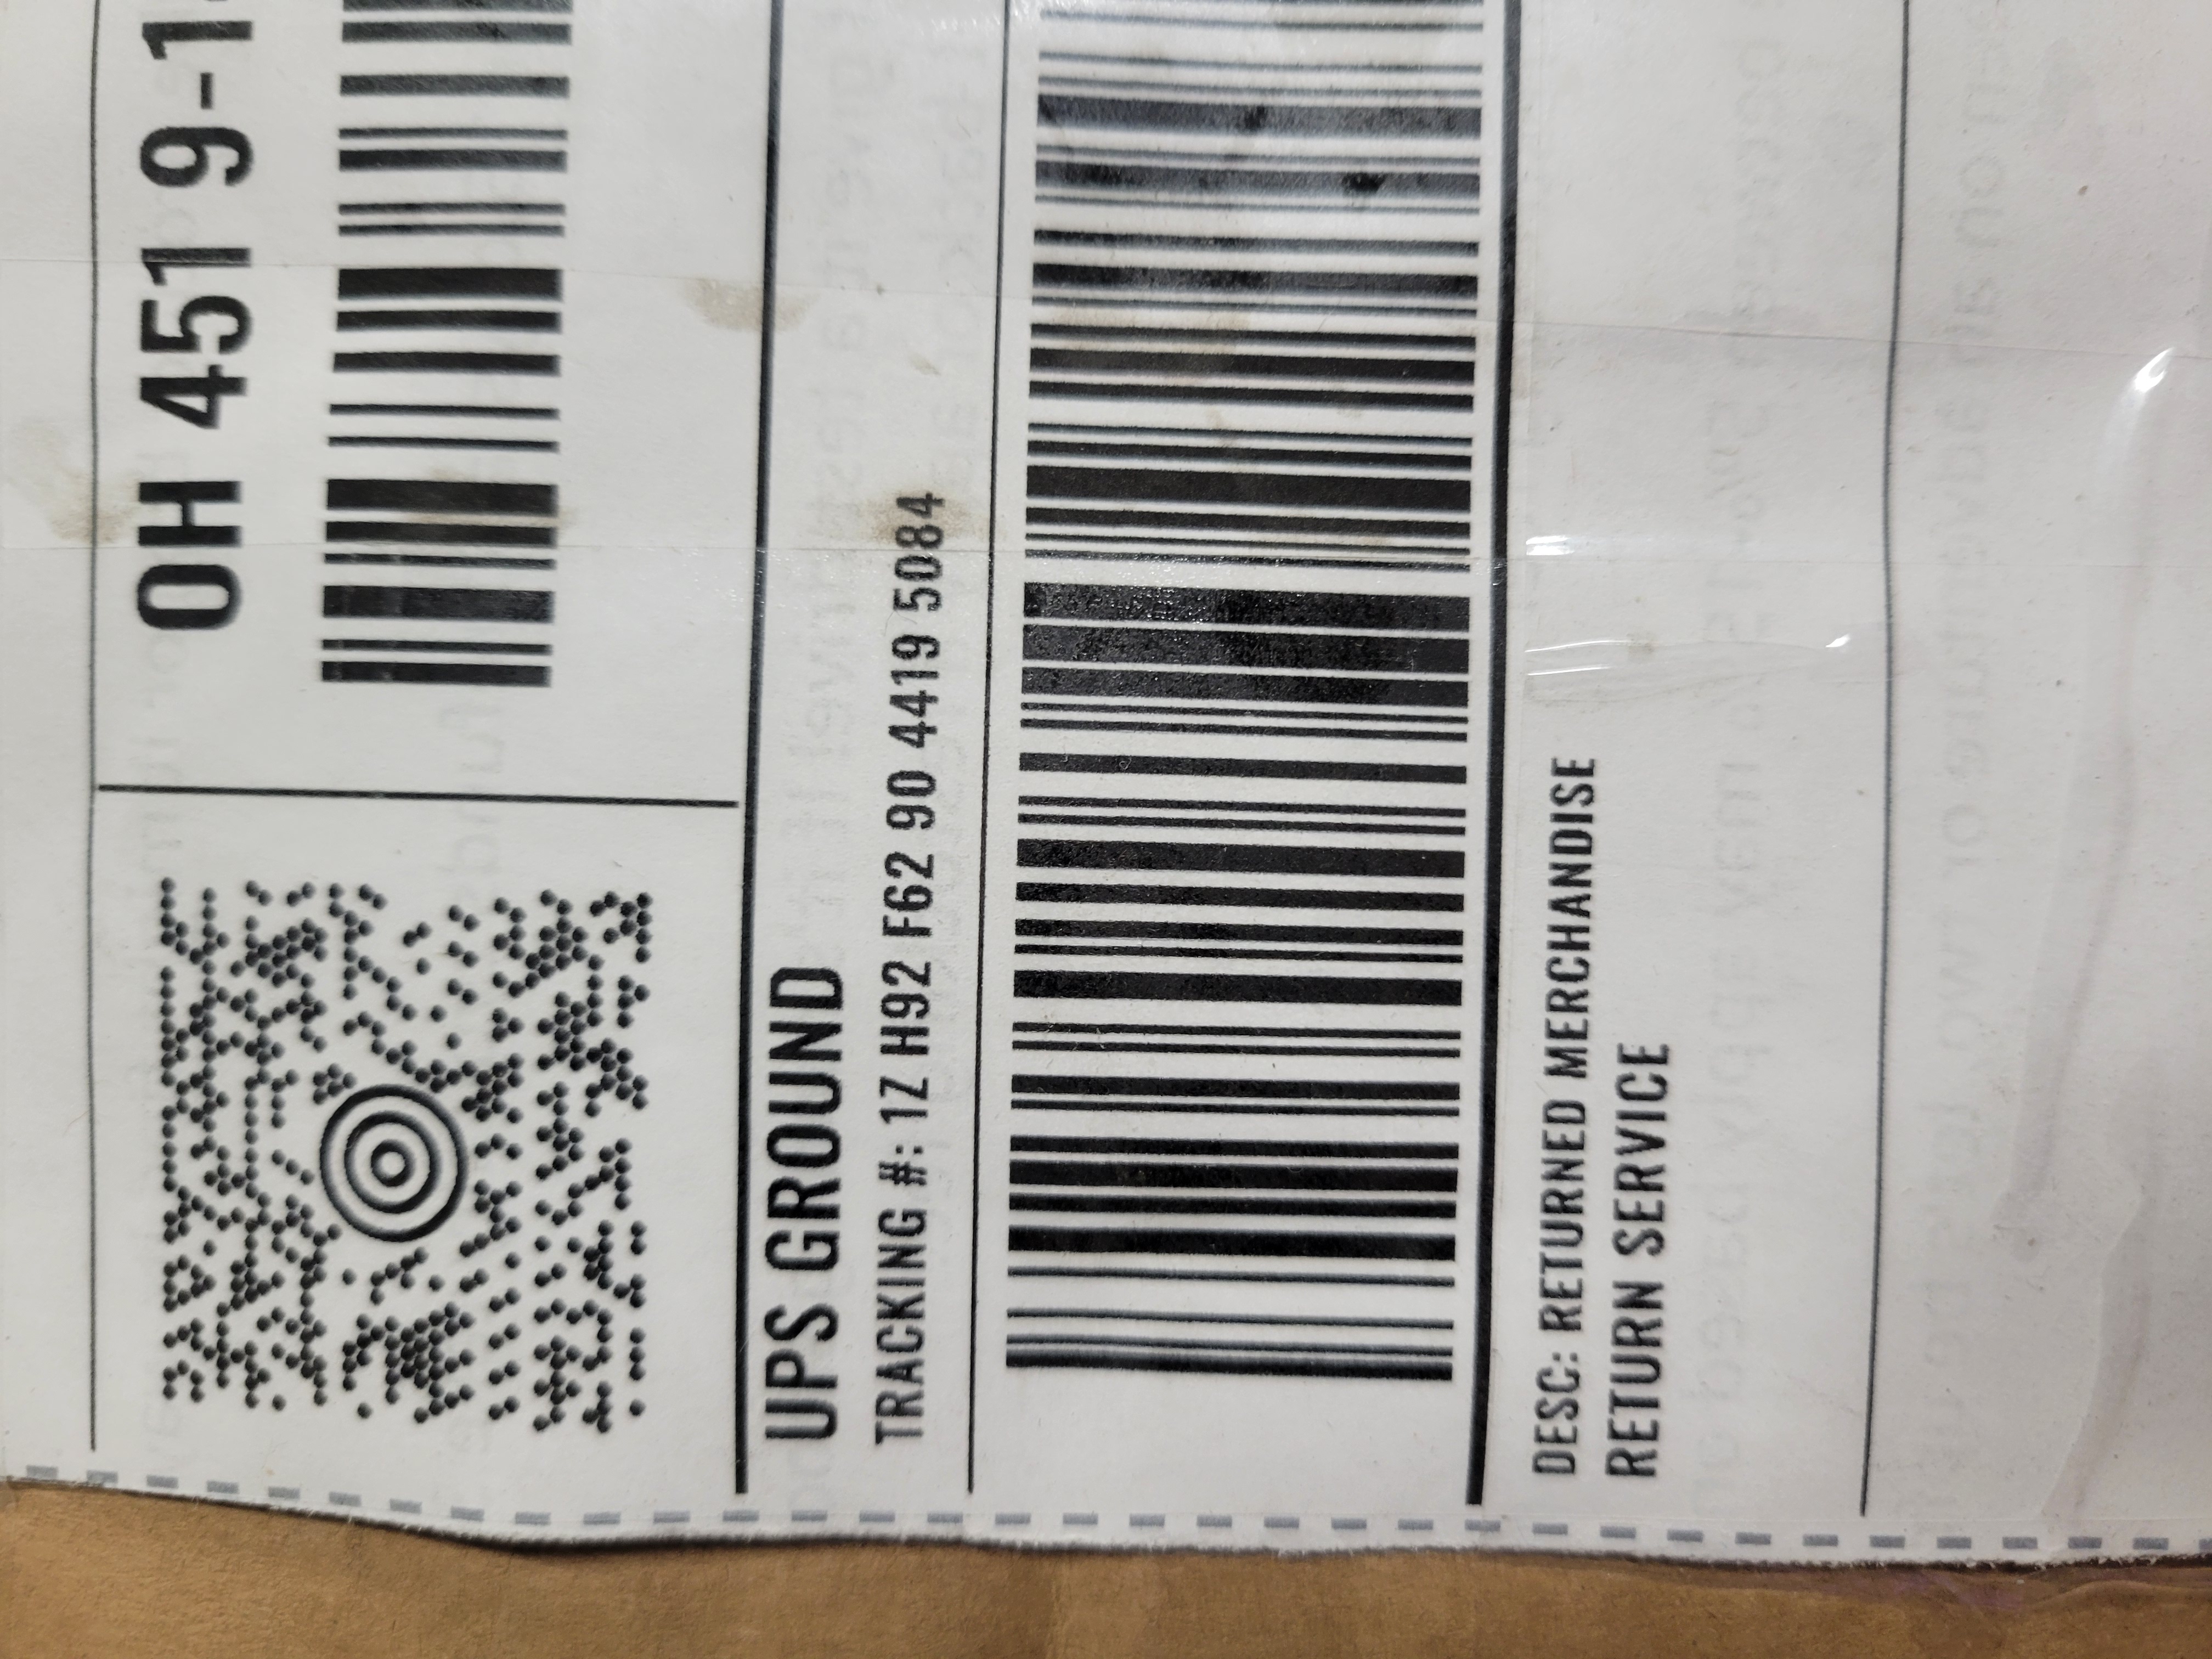 OH 451 9-1
UPS GROUND
TRACKING #: 1Z H92 F62 90 4419 5084
DESC: RETURNED MERCHANDISE
RETURN SERVICE